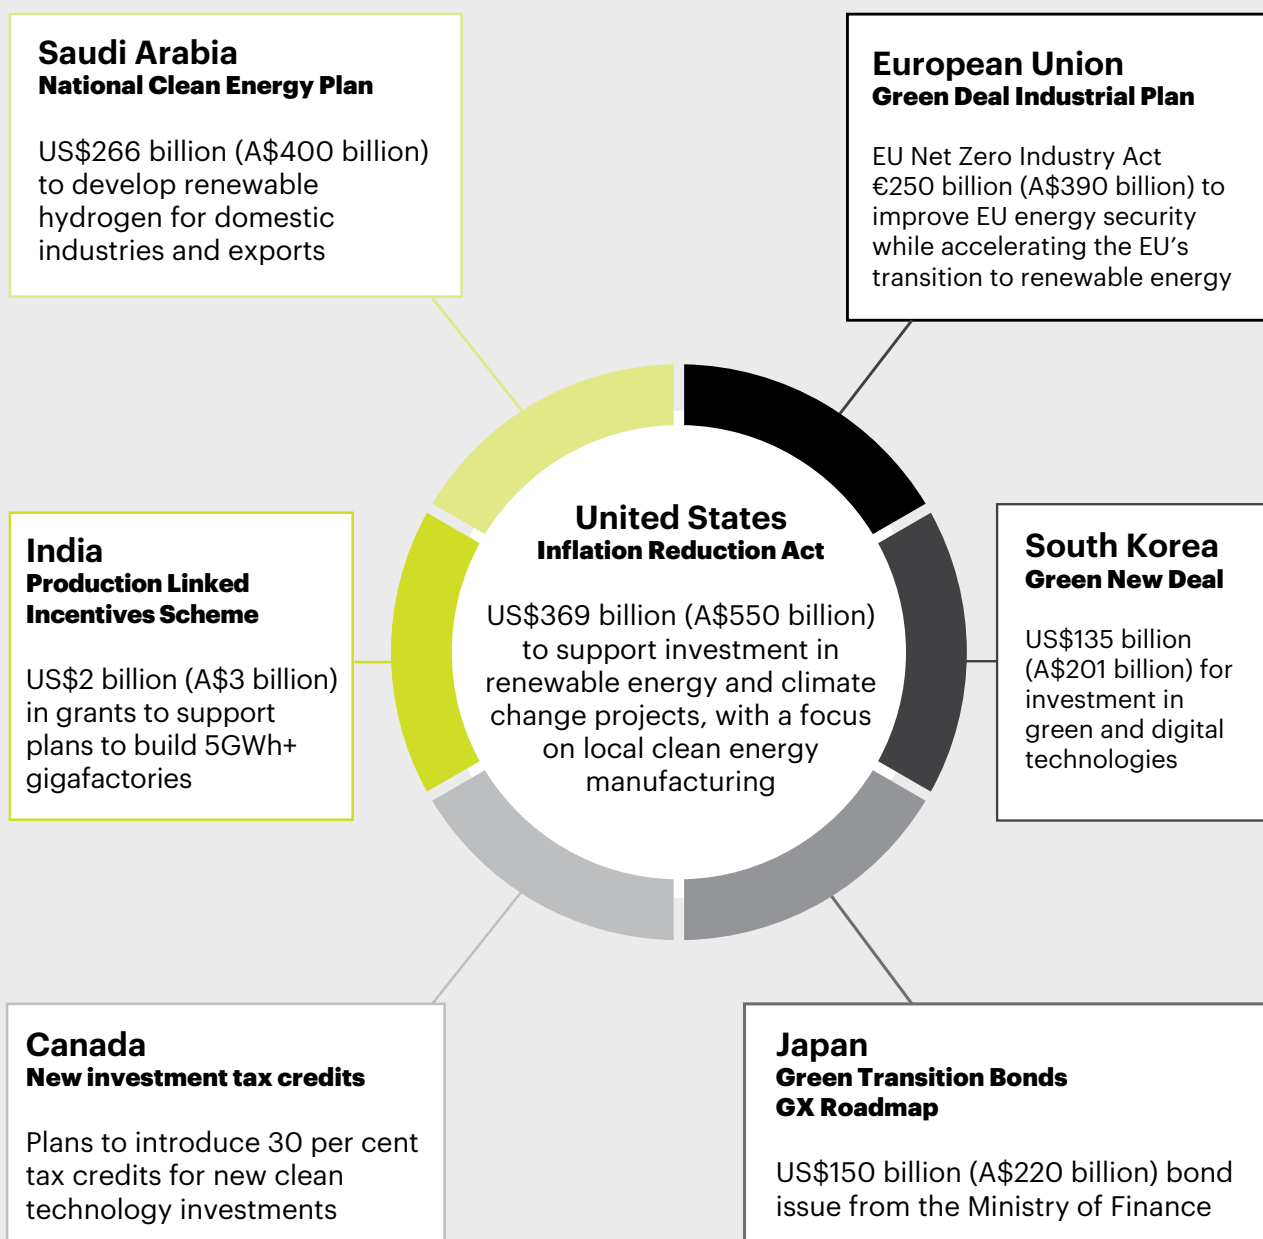 Saudi Arabia
National Clean Energy Plan
US$266 billion (A$400 billion)
to develop renewable
hydrogen for domestic
industries and exports
European Union
Green Deal Industrial Plan
EU Net Zero Industry Act
€250 billion (A$390 billion) to
improve EU energy security
while accelerating the EU’s
transition to renewable energy
India
Production Linked
Incentives Scheme
US$2 billion (A$3 billion)
in grants to support
plans to build 5GWh+
gigafactories
United States
Inflation Reduction Act
US$369 billion (A$550 billion)
to support investment in
renewable energy and climate
change projects, with a focus
on local clean energy
manufacturing
South Korea
Green New Deal
US$135 billion
(A$201 billion) for
investment in
green and digital
technologies
Canada
New investment tax credits
Plans to introduce 30 per cent
tax credits for new clean
technology investments
Japan
Green Transition Bonds
GX Roadmap
US$150 billion (A$220 billion) bond
issue from the Ministry of Finance